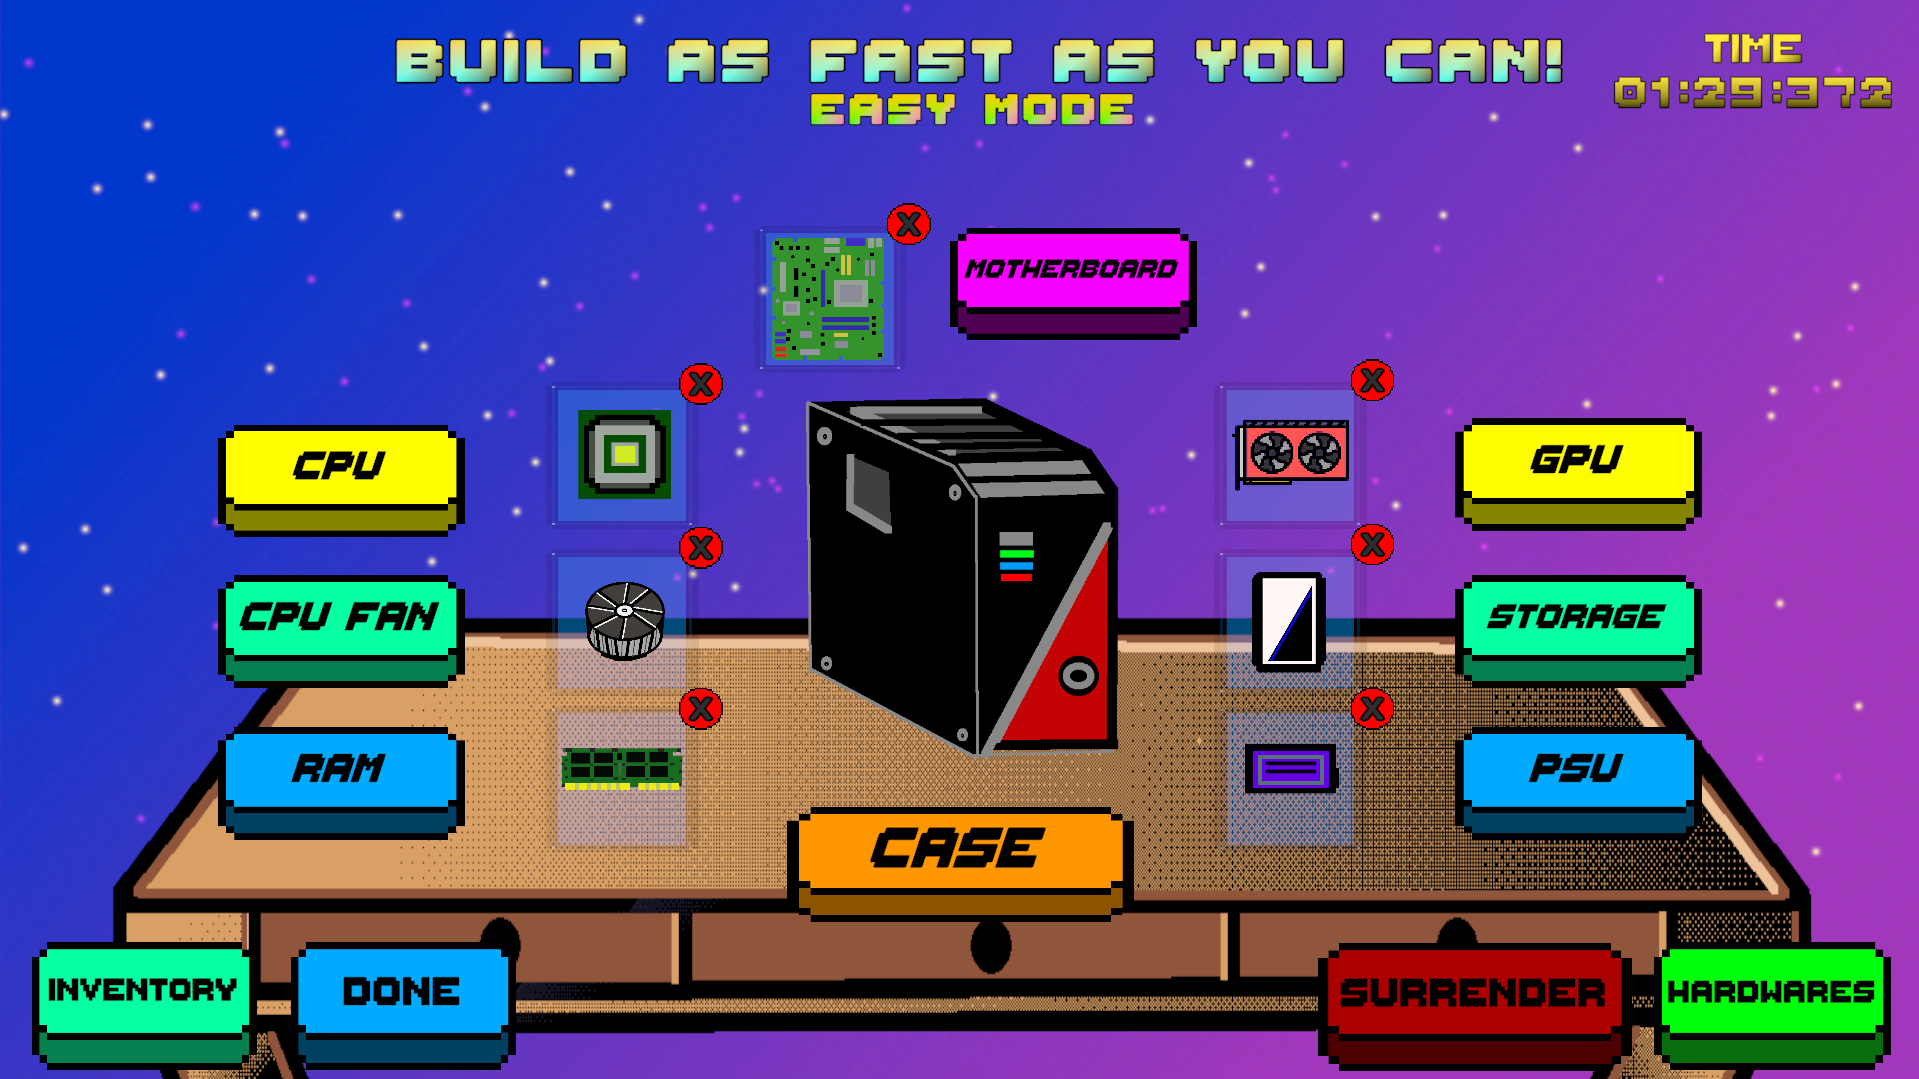 BUILD AS FAST AS YOU CAN!
EASY MODE
TIME
01:29:372
X
MOTHERBOARD
X
X
CPU
GPU
X
X
CPU FAN
STORAGE
X
X
RAM
PSU
CASE
INVENTORY
DONE
SURRENDER
HARDWARES